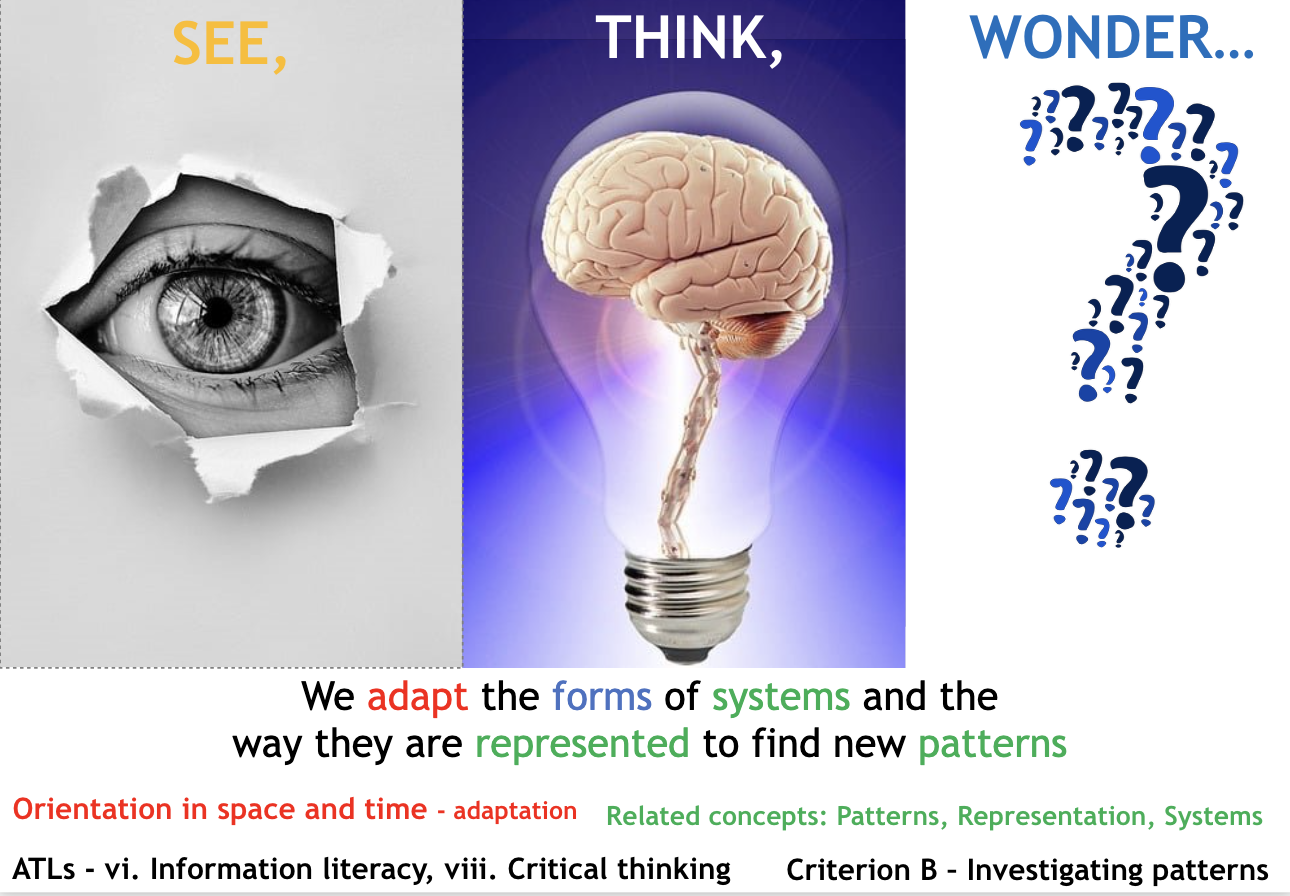 SEE,
THINK,
WONDER...
We adapt the forms of systems and the
way they are represented to find new patterns
Orientation in space and time - adaptation
Related concepts: Patterns, Representation, Systems
ATLs - vi. Information literacy, viii. Critical thinking
Criterion B – Investigating patterns